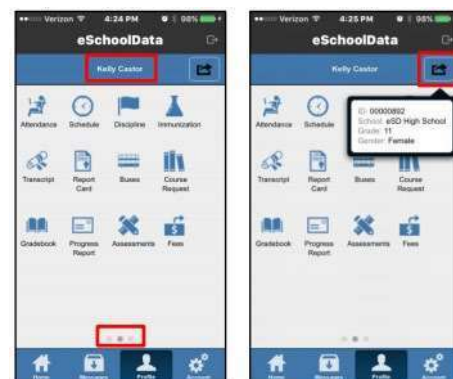 Verizon 4:24 PM 98%
eSchoolData
Kelly Castor
Attendance Schedule Discipline Immunization
Transcript Report Card Buses Course Request
Gradebook Progress Report Assessments Fees
Home Messages Profile Account
Verizon 4:25 PM 98%
eSchoolData
Kelly Castor
ID: 00000892
School: eSD High School
Grade: 11
Gender: Female
Attendance Schedule
Transcript Report Card Buses Course Request
Gradebook Progress Report Assessments Fees
Home Messages Profile Account